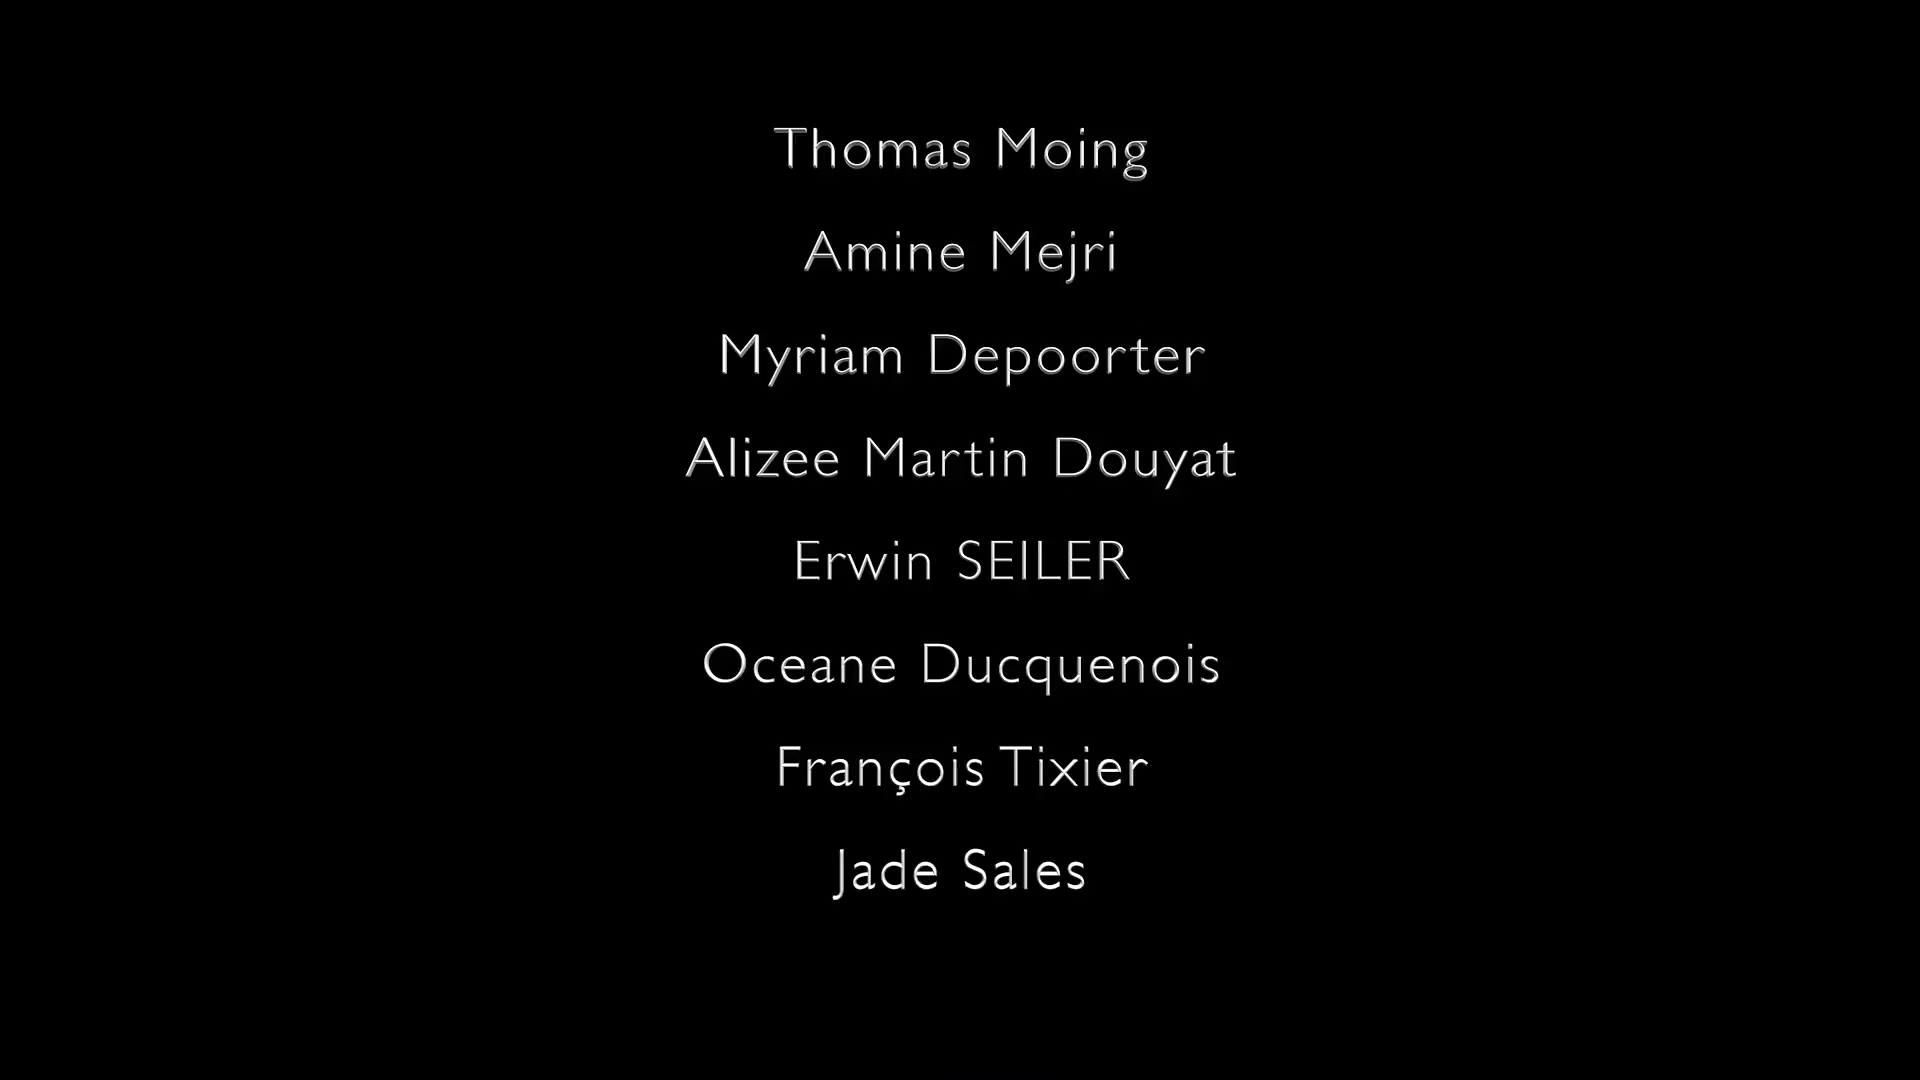 Thomas Moing
Amine Mejri
Myriam Depoorter
Alizee Martin Douyat
Erwin SEILER
Oceane Ducquenois
François Tixier
Jade Sales